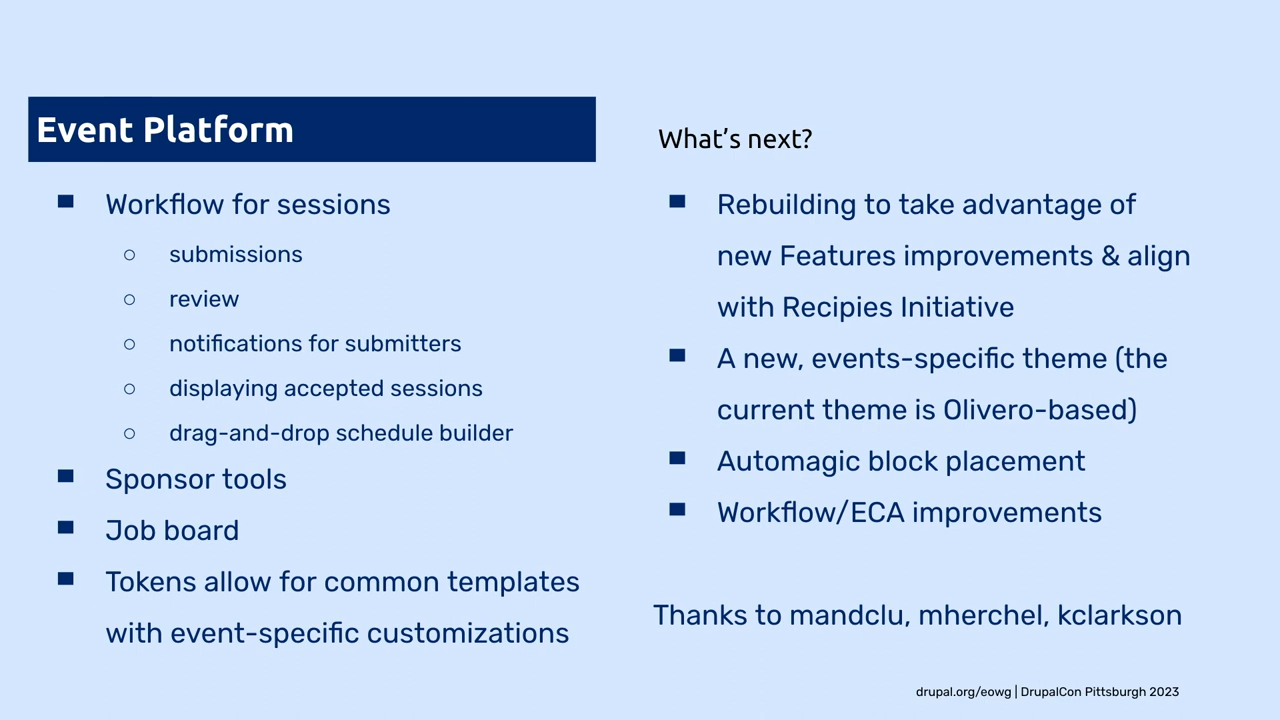 Event Platform
Workflow for sessions
submissions
review
notifications for submitters
displaying accepted sessions
drag-and-drop schedule builder
Sponsor tools
Job board
Tokens allow for common templates
with event-specific customizations
What's next?
Rebuilding to take advantage of
new Features improvements & align
with Recipies Initiative
A new, events-specific theme (the
current theme is Olivero-based)
Automagic block placement
Workflow/ECA improvements
Thanks to mandclu, mherchel, kclarkson
drupal.org/eowg | DrupalCon Pittsburgh 2023